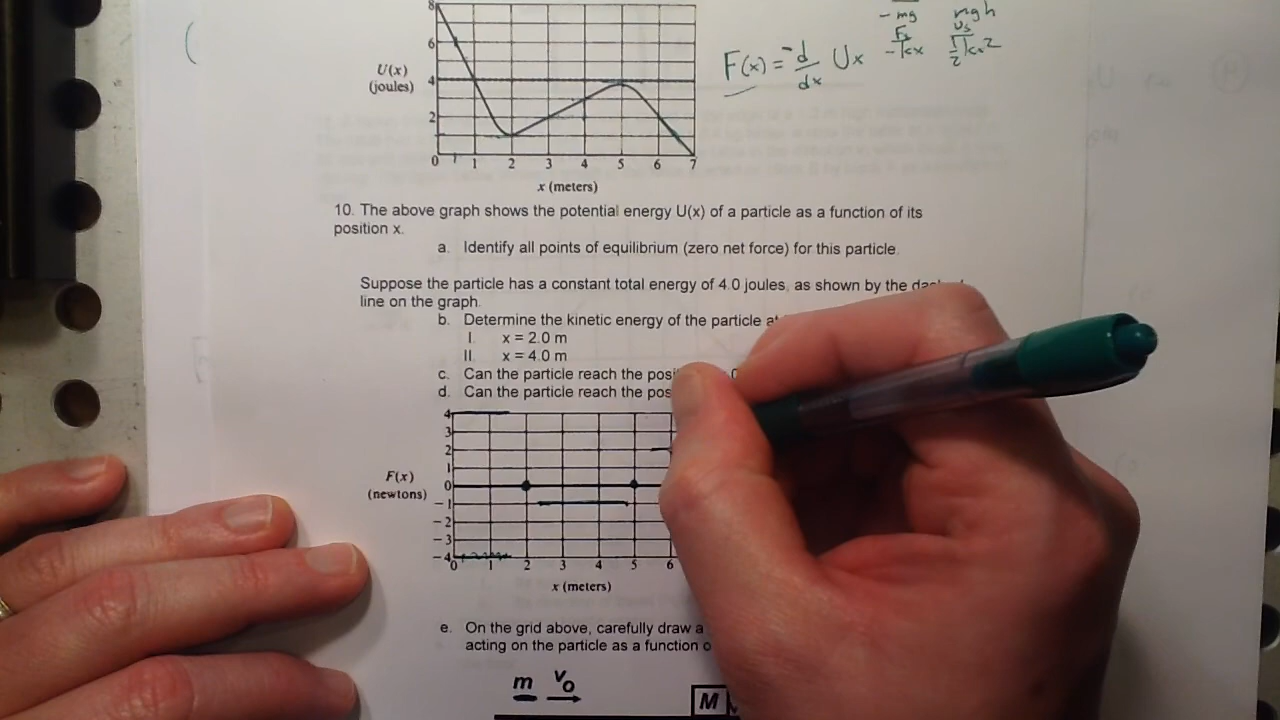 8
6
4
2
0 1 2 3 4 5 6 7
U(x)
(joules)
x (meters)
F(x) = -d/dx Ux
-mg mgh
Fs Us
-kx 1/2 kx2
10. The above graph shows the potential energy U(x) of a particle as a function of its
position x.
a. Identify all points of equilibrium (zero net force) for this particle.
Suppose the particle has a constant total energy of 4.0 joules, as shown by the
line on the graph.
b. Determine the kinetic energy of the particle at
I. x = 2.0 m
II. x = 4.0 m
c. Can the particle reach the
d. Can the particle reach the
4
3
2
1
0
-1
-2
-3
-4
0 1 2 3 4 5 6
F(x)
(newtons)
x (meters)
e. On the grid above, carefully draw a
acting on the particle as a function
m v0
M